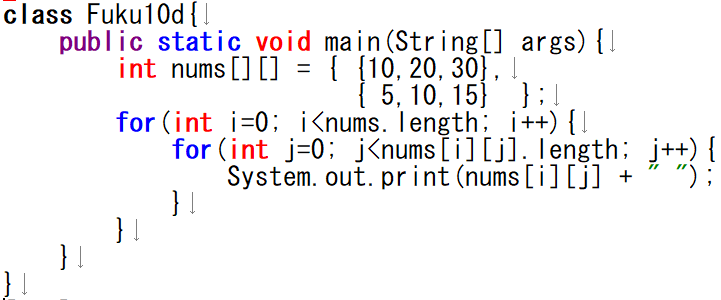 class Fuku10d{↓
    public static void main(String[] args){↓
        int nums[][] = { {10,20,30},↓
                         { 5,10,15}  };↓
        for(int i=0; i<nums.length; i++){↓
            for(int j=0; j<nums[i][j].length; j++){
                System.out.print(nums[i][j] + " ");
            }↓
        }↓
    }↓
}↓